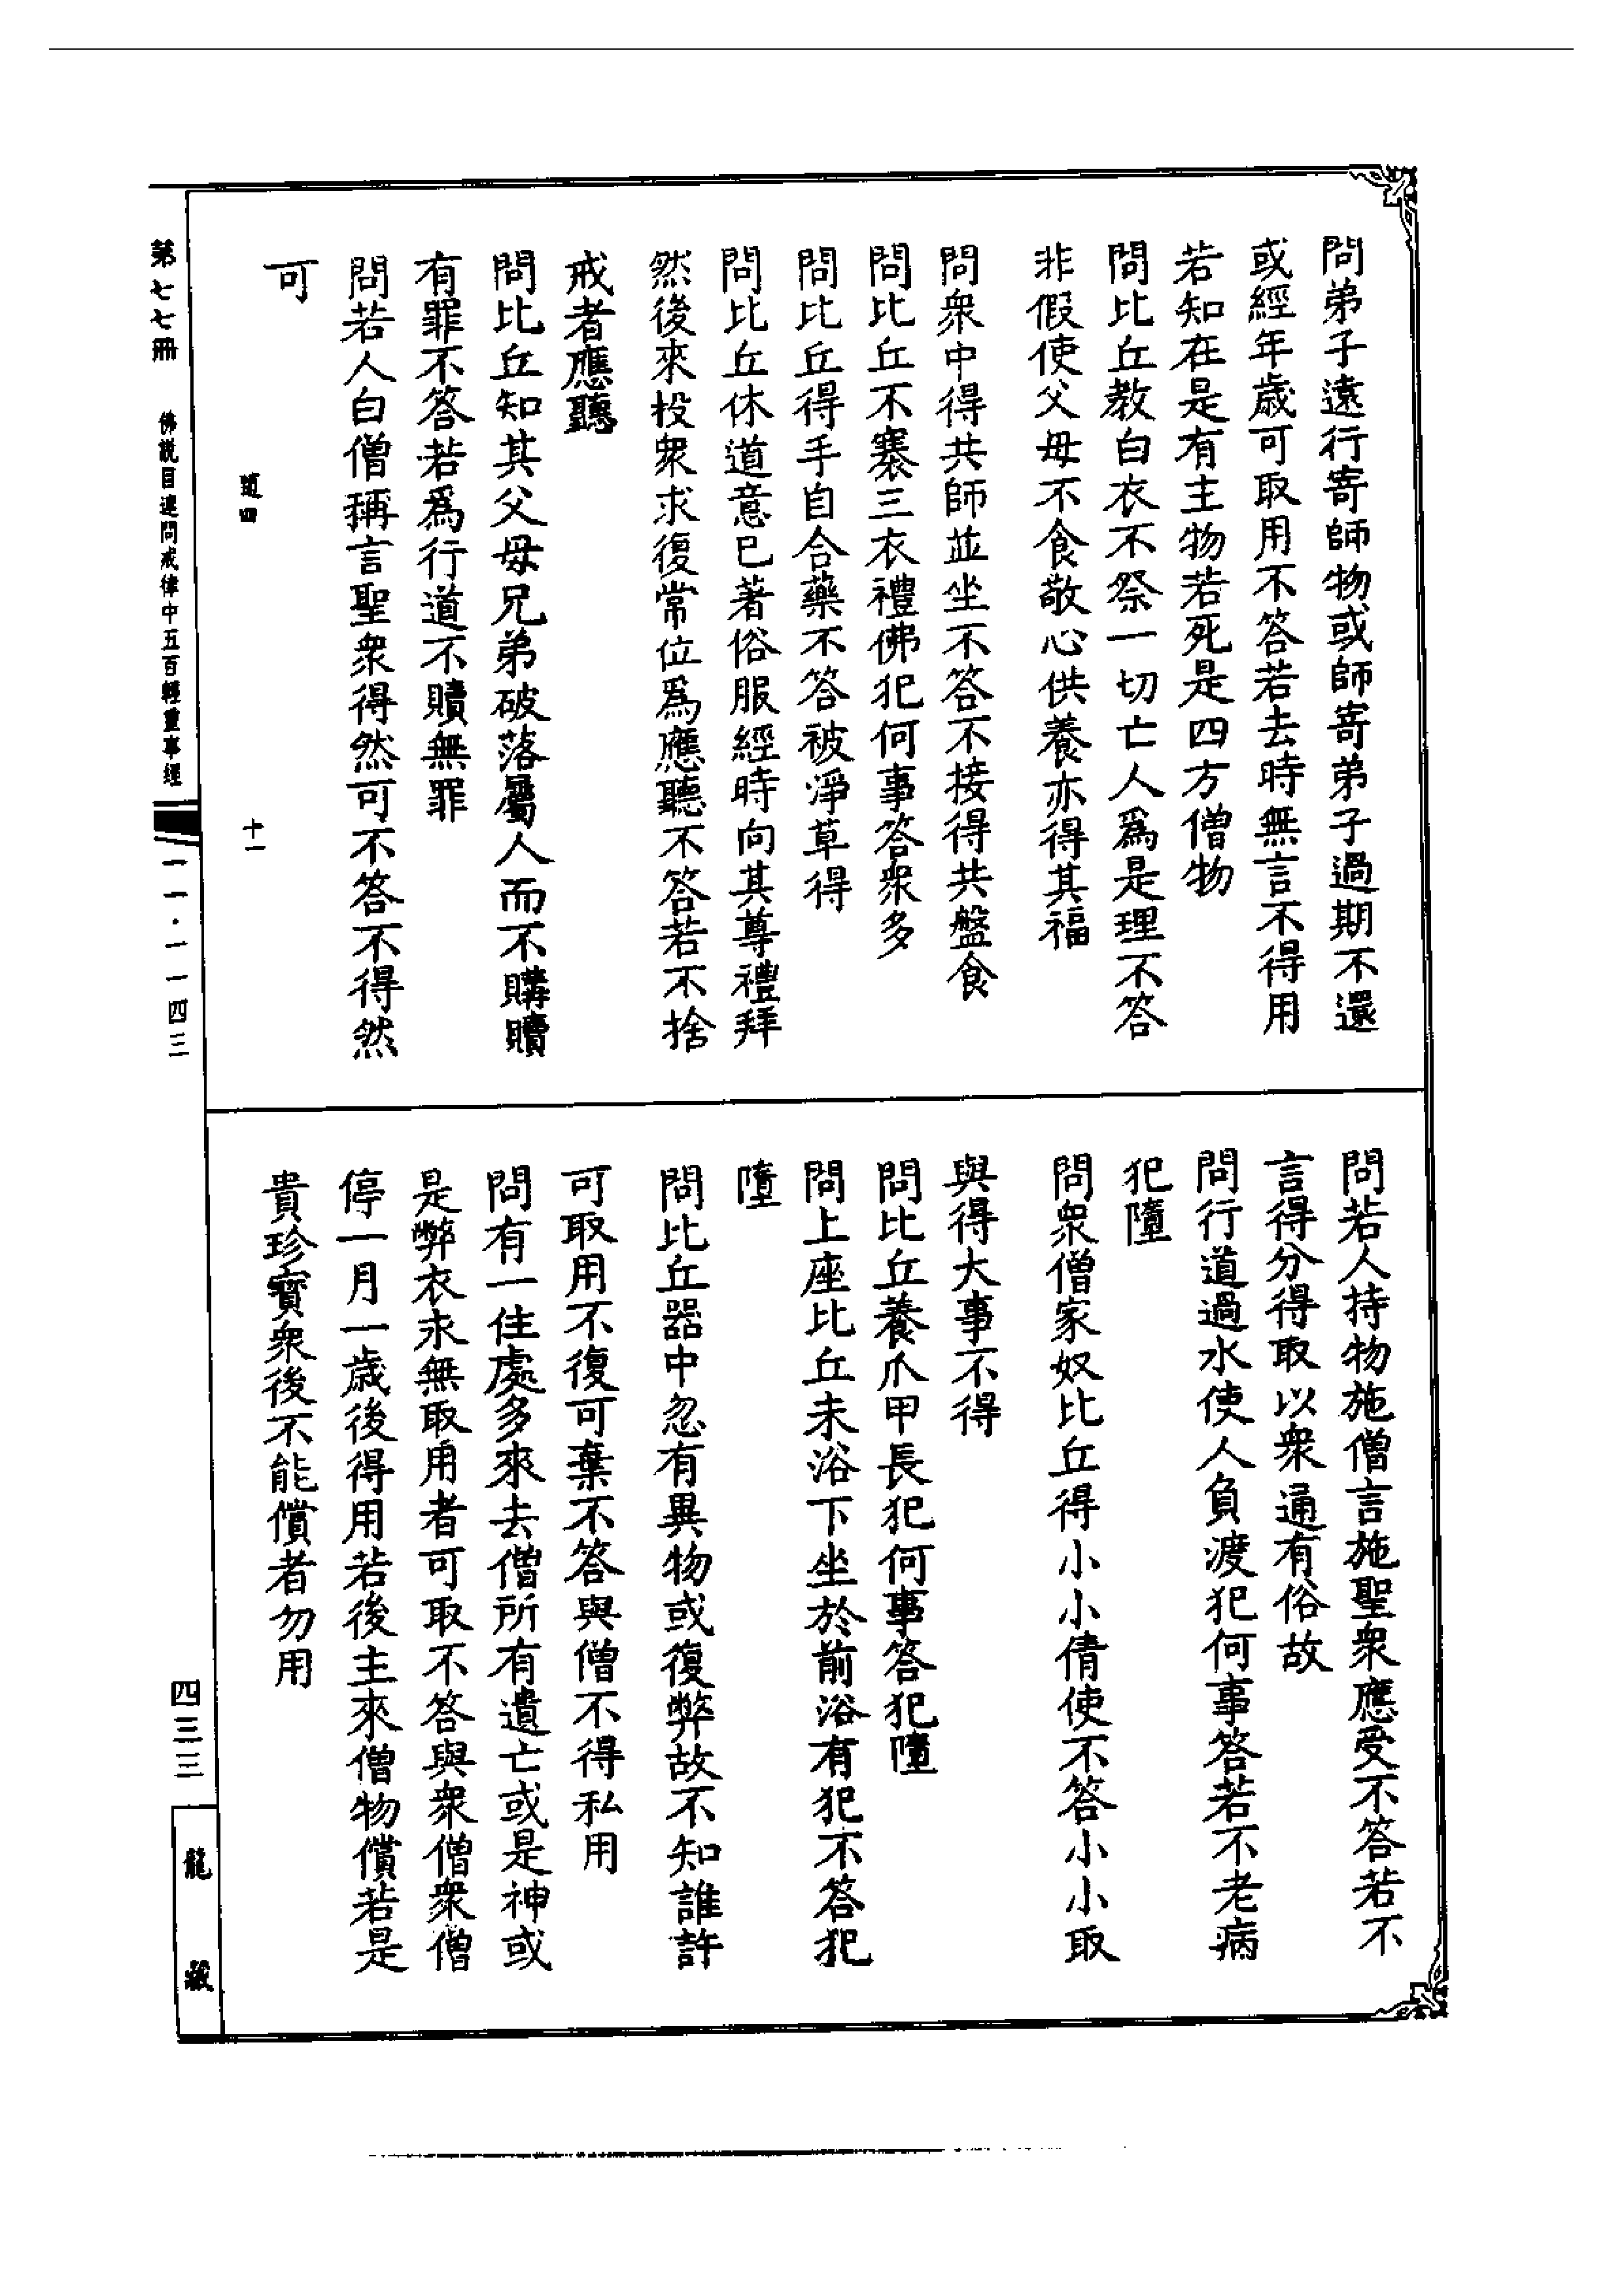 問弟子遠行寄師物或師寄弟子過期不還
或經年歲可取用不答若去時無言不得用
若知在是有主物若死是四方僧物
問比丘教白衣不祭一切亡人為是理不答
非假使父母不食敬心供養亦得其福
問衆中得共師並坐不答不接得共盤食
問比丘不褰三衣禮佛犯何事答衆多
問比丘得手自合藥不答被淨草得
問比丘休道意已著俗服經時向其尊禮拜
然後來投衆求復常位為應聽不答若不捨
戒者應聽
問比丘知其父母兄弟破落屬人而不購贖
有罪不答若為行道不贖無罪
問若人白僧稱言聖衆得然可不答不得然
可
道四
十一
問若人持物施僧言施聖衆應受不答若不
言得分得取以衆通有俗故
問行道過水使人負渡犯何事答若不老病
犯墮
問衆僧家奴比丘得小小倩使不答小小取
與得大事不得
問比丘養爪甲長犯何事答犯墮
問上座比丘未浴下坐於前浴有犯不答犯
墮
問比丘器中忽有異物或復弊故不知誰許
可取用不復可棄不答與僧不得私用
問有一住處多來去僧所有遺亡或是神或
是弊衣求無取用者可取不答與衆僧衆僧
停一月一歲後得用若後主來僧物償若是
貴珍寶衆後不能償者勿用
第七七冊
佛説目連問戒律中五百輕重事經
一一·一一四三
四三三
龍藏